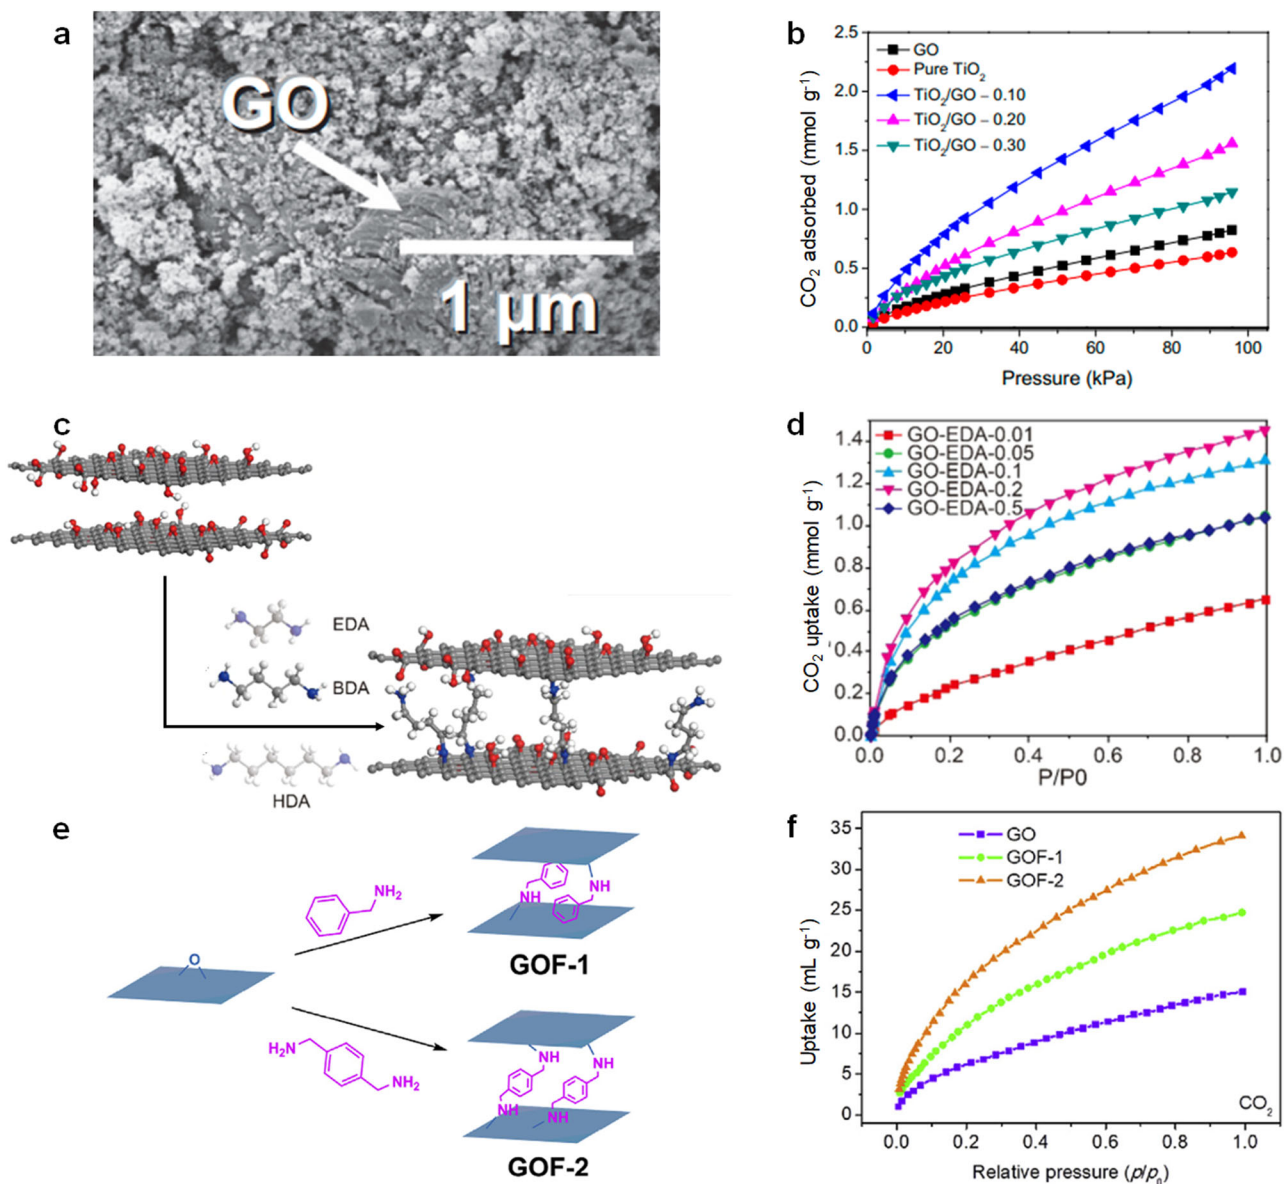 a
GO
1 μm
b
GO
Pure TiO2
TiO2/GO – 0.10
TiO2/GO – 0.20
TiO2/GO – 0.30
2.5
2.0
1.5
1.0
0.5
0.0
CO2 adsorbed (mmol g-1)
0 20 40 60 80 100
Pressure (kPa)
c
EDA
BDA
HDA
d
GO-EDA-0.01
GO-EDA-0.05
GO-EDA-0.1
GO-EDA-0.2
GO-EDA-0.5
1.4
1.2
1.0
0.8
0.6
0.4
0.2
0.0
CO2 uptake (mmol g-1)
0.0 0.2 0.4 0.6 0.8 1.0
P/P0
e
NH2
O
H2N
NH2
NH
NH
GOF-1
NH
NH
NH
NH
GOF-2
f
GO
GOF-1
GOF-2
35
30
25
20
15
10
5
0
Uptake (mL g-1)
CO2
0.0 0.2 0.4 0.6 0.8 1.0
Relative pressure (p/p0)